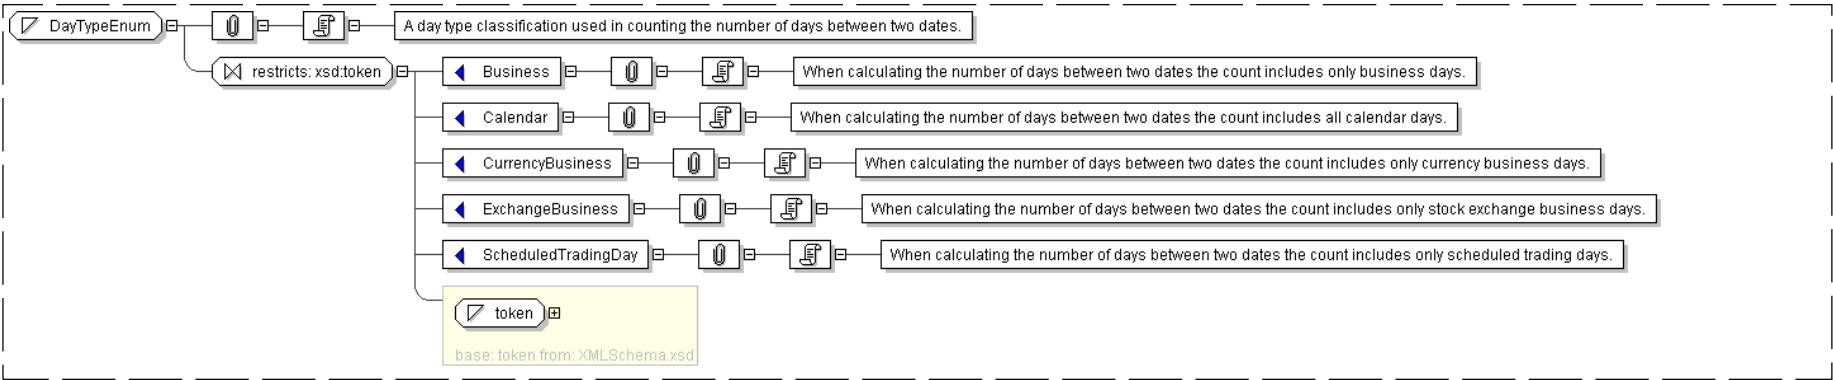 DayTypeEnum A day type classification used in counting the number of days between two dates.
restricts: xsd:token Business When calculating the number of days between two dates the count includes only business days.
Calendar When calculating the number of days between two dates the count includes all calendar days.
CurrencyBusiness When calculating the number of days between two dates the count includes only currency business days.
ExchangeBusiness When calculating the number of days between two dates the count includes only stock exchange business days.
ScheduledTradingDay When calculating the number of days between two dates the count includes only scheduled trading days.
token
base: token from: XMLSchema.xsd